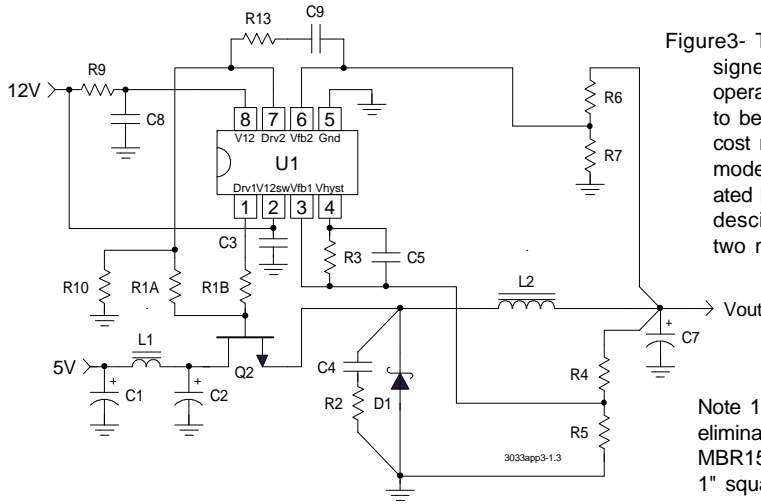 R13
C9
Figure3- T
signe
opera
to be
cost r
mode
ated
desci
two r
R9
12V
C8
R6
R7
8 7 6 5
V12 Drv2 Vfb2 Gnd
U1
Drv1 V12sw Vfb1 Vhyst
1 2 3 4
C3
R3
C5
R10
R1A
R1B
L2
Vout
L1
+
C7
5V
Q2
C4
R4
+
C1
+
C2
R2
D1
R5
3033app3-1.3
Note 1
elimina
MBR15
1" squa